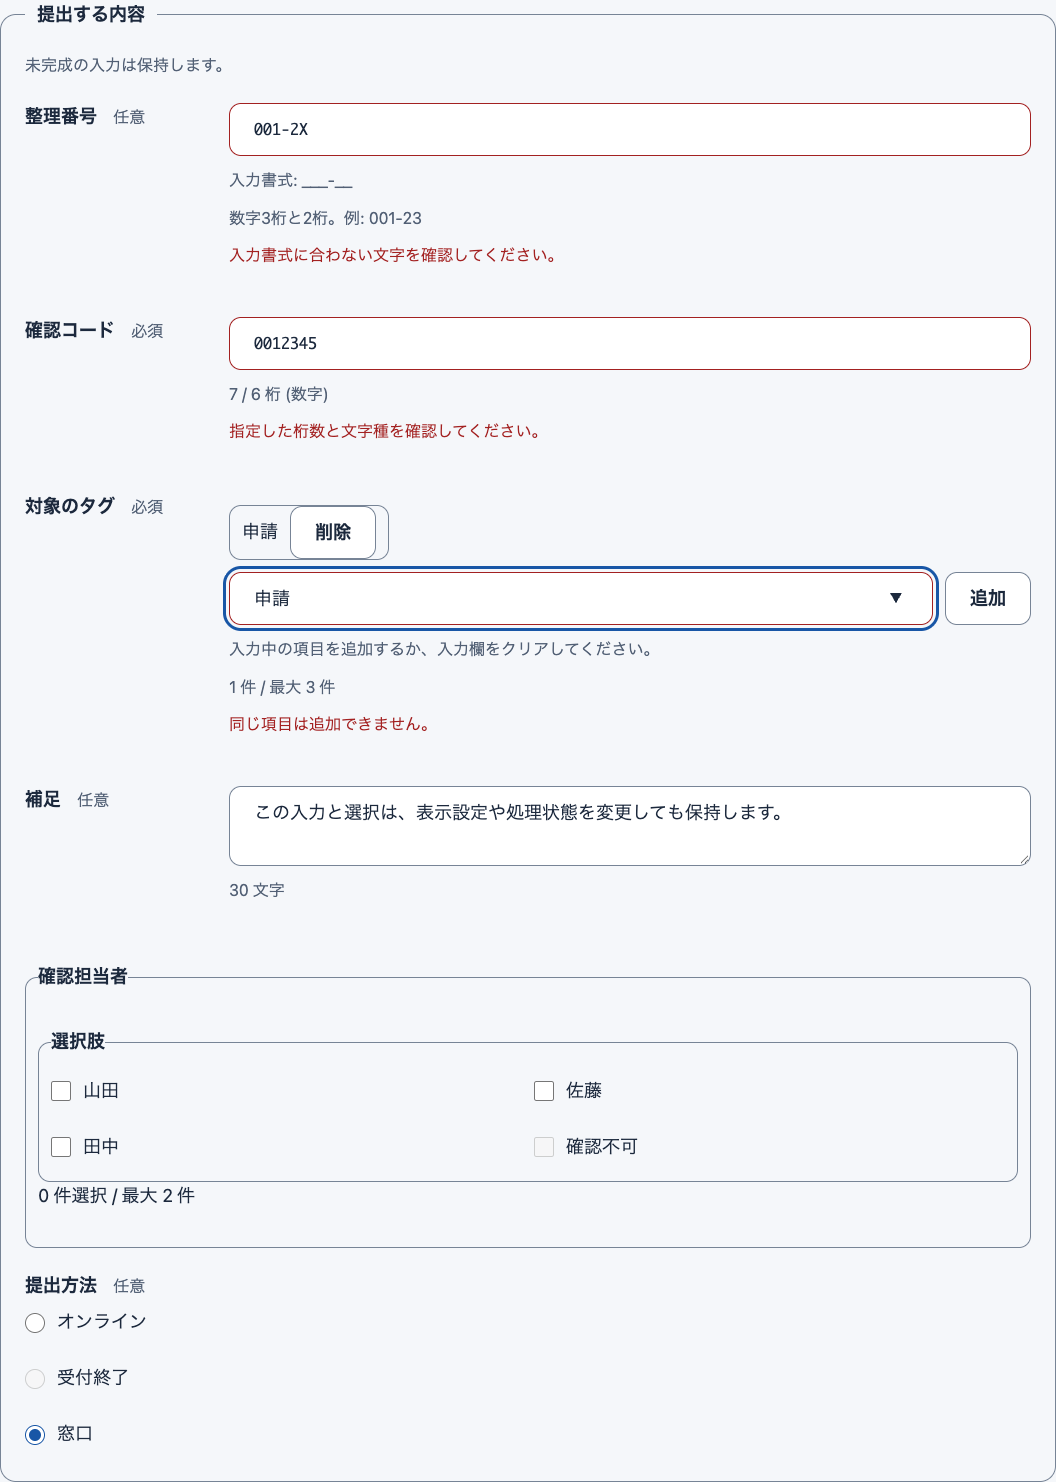 提出する内容
未完成の入力は保持します。
整理番号 任意
001-2X
入力書式: ___-__
数字3桁と2桁。例: 001-23
入力書式に合わない文字を確認してください。
確認コード 必須
0012345
7 / 6 桁 (数字)
指定した桁数と文字種を確認してください。
対象のタグ 必須
申請 削除
申請 ▼ 追加
入力中の項目を追加するか、入力欄をクリアしてください。
1 件 / 最大 3 件
同じ項目は追加できません。
補足 任意
この入力と選択は、表示設定や処理状態を変更しても保持します。
30 文字
確認担当者
選択肢
山田 佐藤
田中 確認不可
0 件選択 / 最大 2 件
提出方法 任意
オンライン
受付終了
窓口